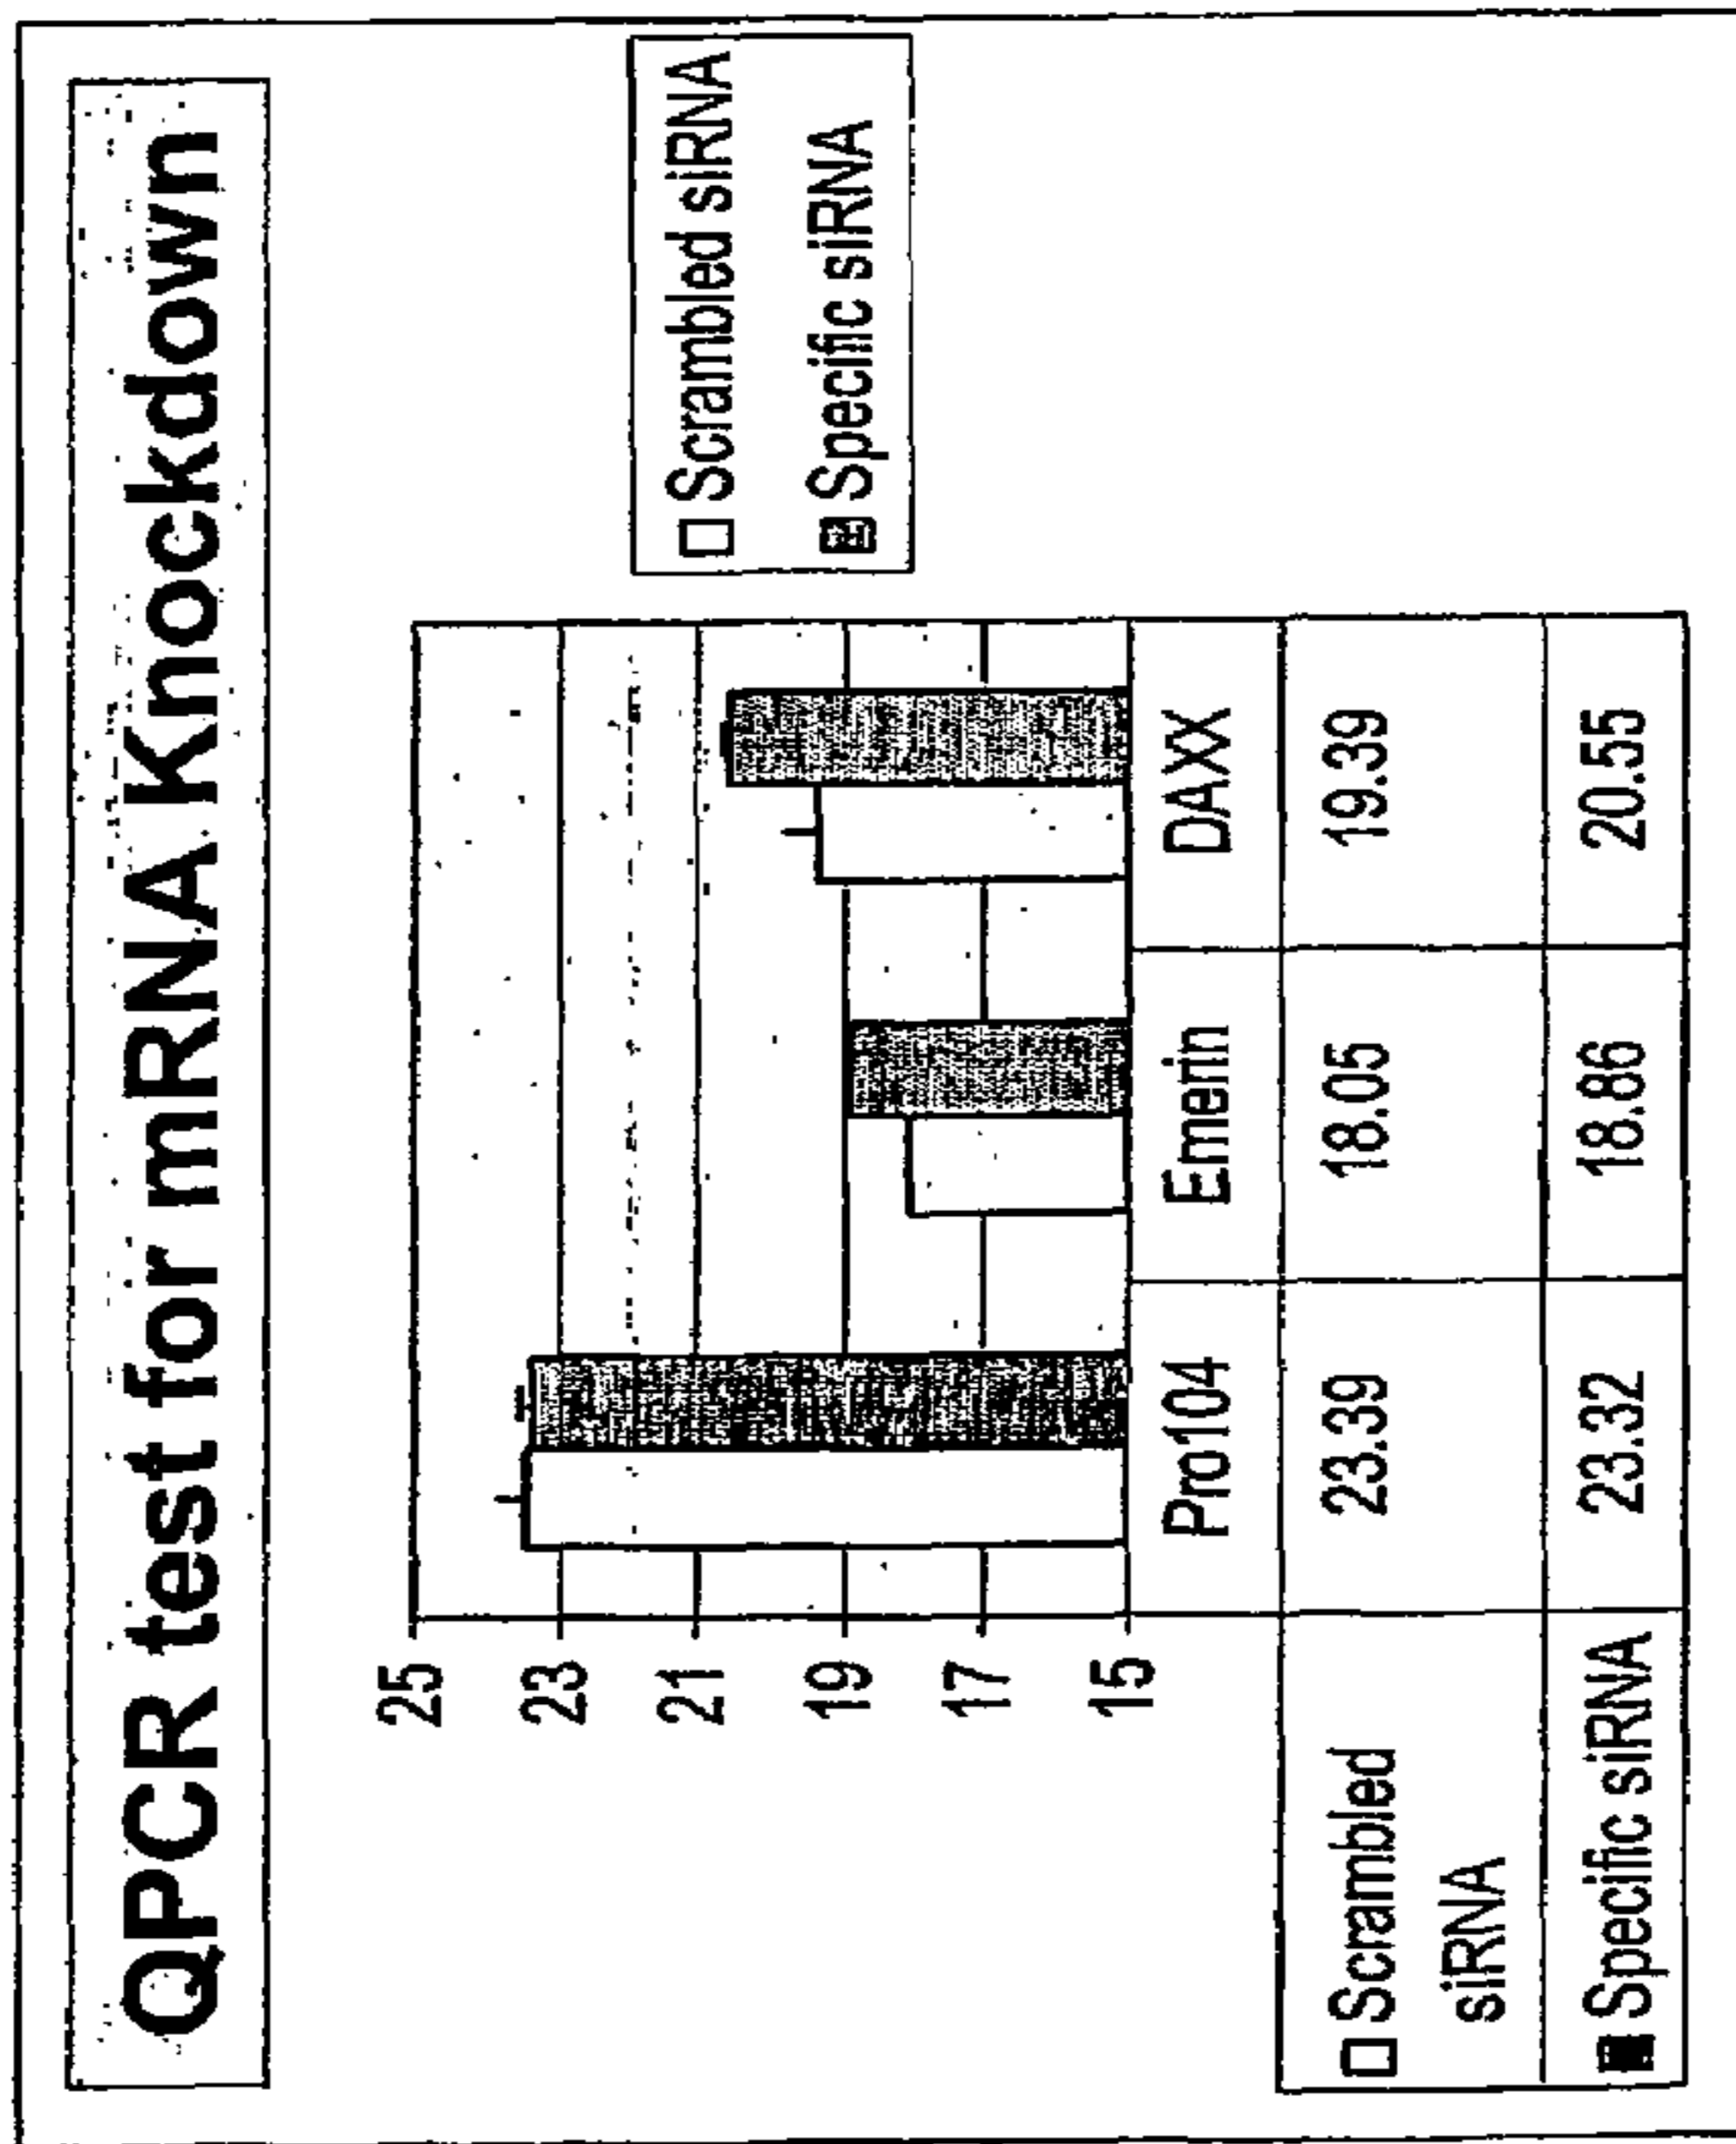 QPCR test for mRNA Knockdown
25
23
21
19
17
15
Scrambled siRNA
Specific siRNA
Pro104 Emerin DAXX
Scrambled 23.39 18.05 19.39
siRNA
Specific siRNA 23.32 18.86 20.55